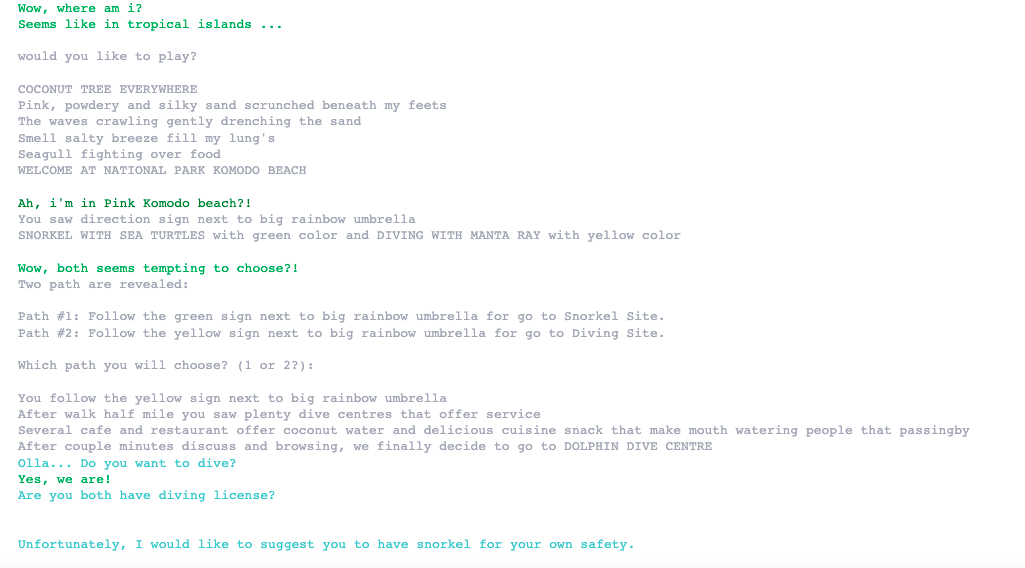 Wow, where am i?
Seems like in tropical islands ...
would you like to play?
COCONUT TREE EVERYWHERE
Pink, powdery and silky sand scrunched beneath my feets
The waves crawling gently drenching the sand
Smell salty breeze fill my lung's
Seagull fighting over food
WELCOME AT NATIONAL PARK KOMODO BEACH
Ah, i'm in Pink Komodo beach?!
You saw direction sign next to big rainbow umbrella
SNORKEL WITH SEA TURTLES with green color and DIVING WITH MANTA RAY with yellow color
Wow, both seems tempting to choose?!
Two path are revealed:
Path #1: Follow the green sign next to big rainbow umbrella for go to Snorkel Site.
Path #2: Follow the yellow sign next to big rainbow umbrella for go to Diving Site.
Which path you will choose? (1 or 2?):
You follow the yellow sign next to big rainbow umbrella
After walk half mile you saw plenty dive centres that offer service
Several cafe and restaurant offer coconut water and delicious cuisine snack that make mouth watering people that passingby
After couple minutes discuss and browsing, we finally decide to go to DOLPHIN DIVE CENTRE
Olla... Do you want to dive?
Yes, we are!
Are you both have diving license?
Unfortunately, I would like to suggest you to have snorkel for your own safety.